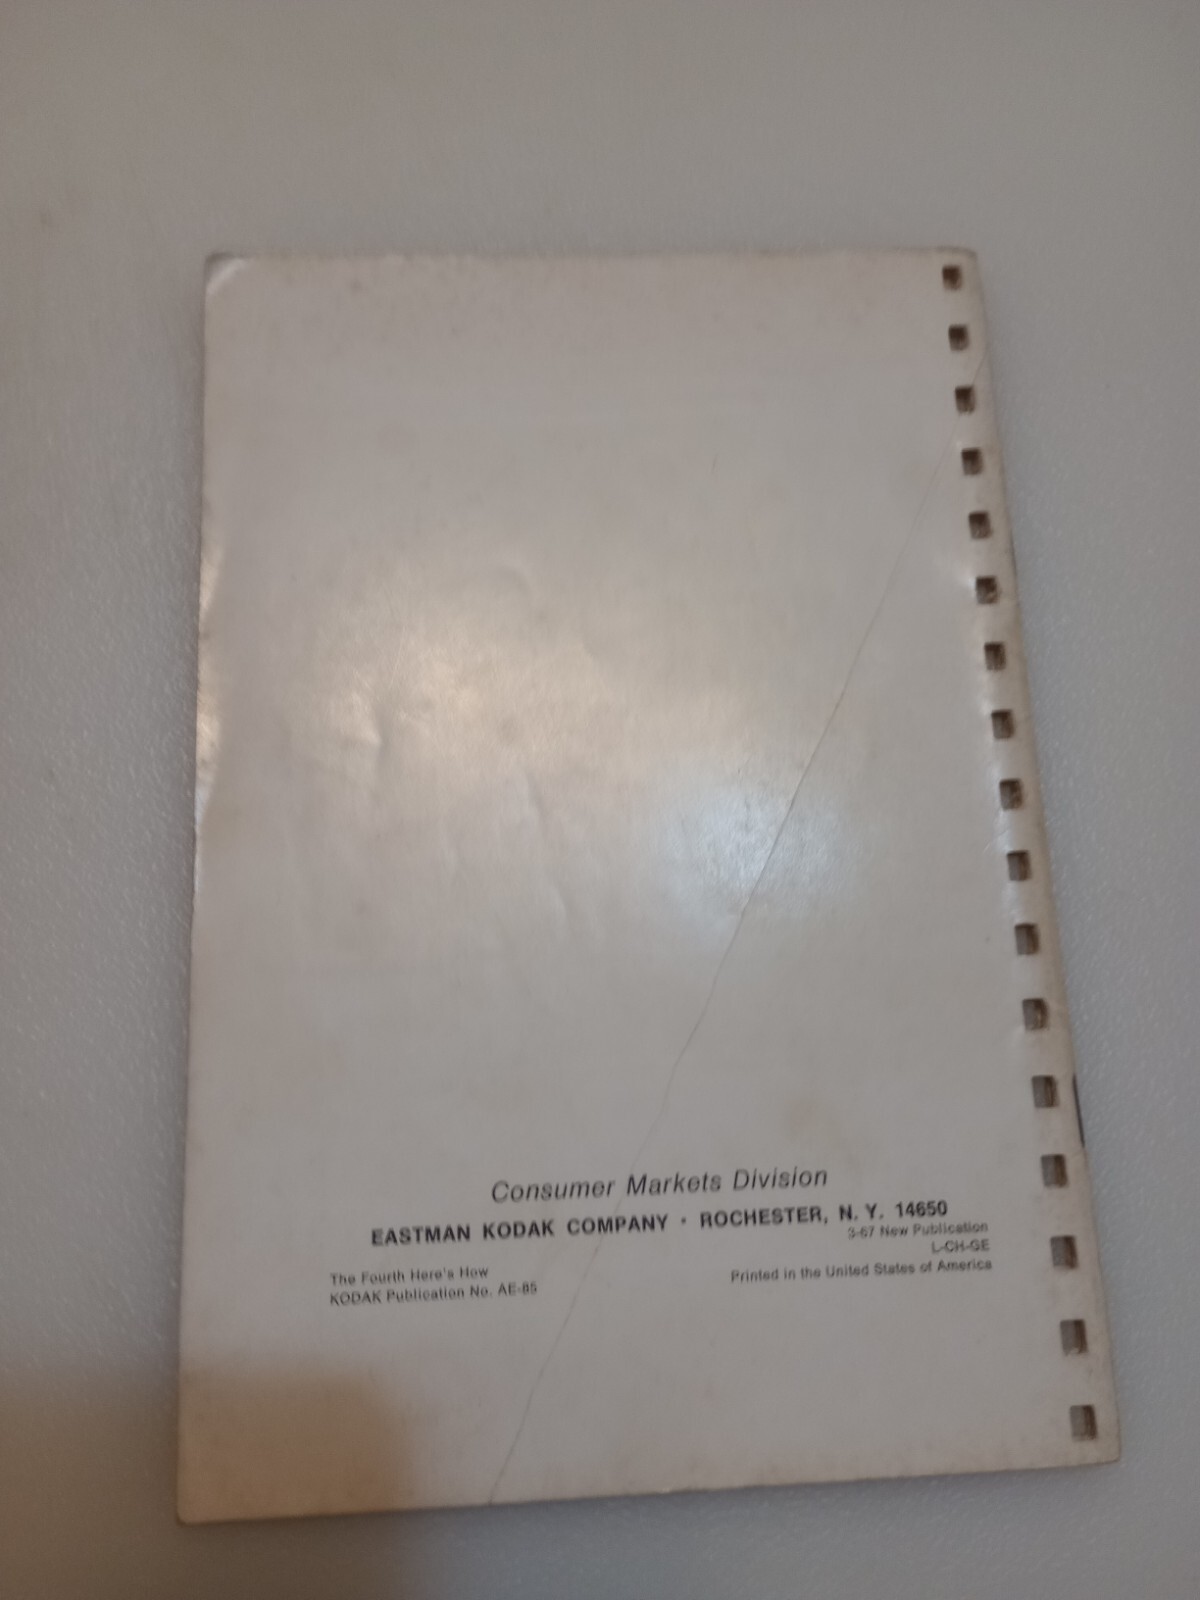 Consumer Markets Division
EASTMAN KODAK COMPANY • ROCHESTER, N. Y. 14650
3-67 New Publication
L-CH-GE
The Fourth Here's How
KODAK Publication No. AE-85
Printed in the United States of America